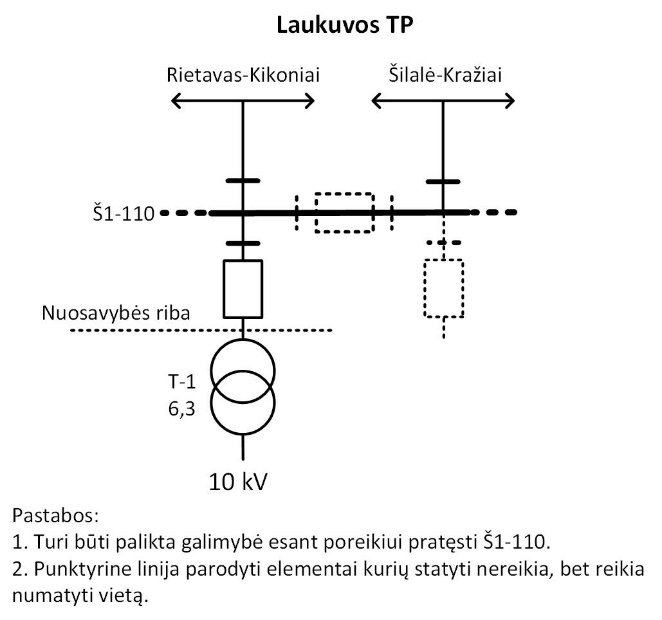 Laukuvos TP
Rietavas-Kikoniai
Šilalė-Kražiai
Š1-110
Nuosavybės riba
T-1
6,3
10 kV
Pastabos:
1. Turi būti palikta galimybė esant poreikiui pratęsti Š1-110.
2. Punktyrine linija parodyti elementai kurių statyti nereikia, bet reikia
numatyti vietą.